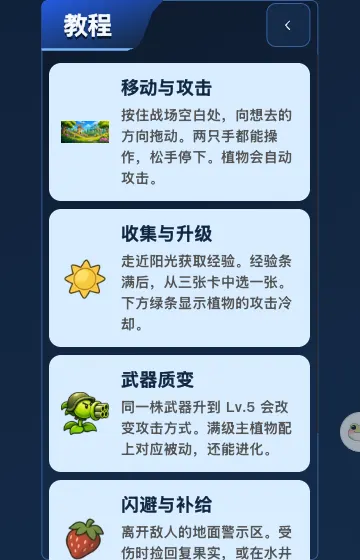 教程
移动与攻击
按住战场空白处，向想去的
方向拖动。两只手都能操
作，松手停下。植物会自动
攻击。
收集与升级
走近阳光获取经验。经验条
满后，从三张卡中选一张。
下方绿条显示植物的攻击冷
却。
武器质变
同一株武器升到 Lv.5 会改
变攻击方式。满级主植物配
上对应被动，还能进化。
闪避与补给
离开敌人的地面警示区。受
伤时捡回复果实，或在水井